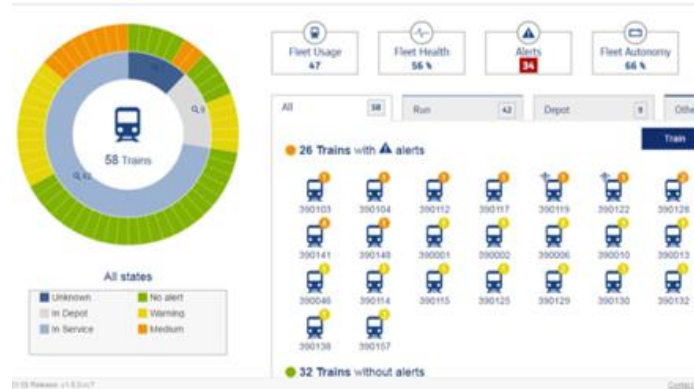 Fleet Usage
47
Fleet Health
56 %
Alerts
34
Fleet Autonomy
66 %
All 58
Run 42
Depot 9
Train
26 Trains with alerts
58 Trains
9
42
390103 390104 390112 390117 390119 390122 390128
390141 390148 390001 390002 390006 390010 390013
390046 390114 390115 390125 390129 390130 390132
390138 390157
All states
Unknown
In Depot
In Service
No alert
Warning
Medium
32 Trains without alerts